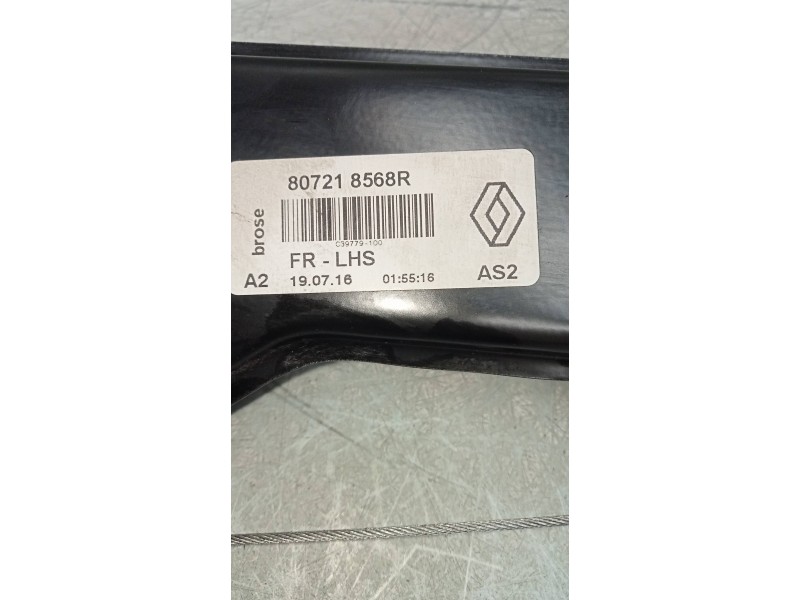 80721 8568R
brose
C39779-100
FR - LHS
A2 19.07.16 01:55:16 AS2